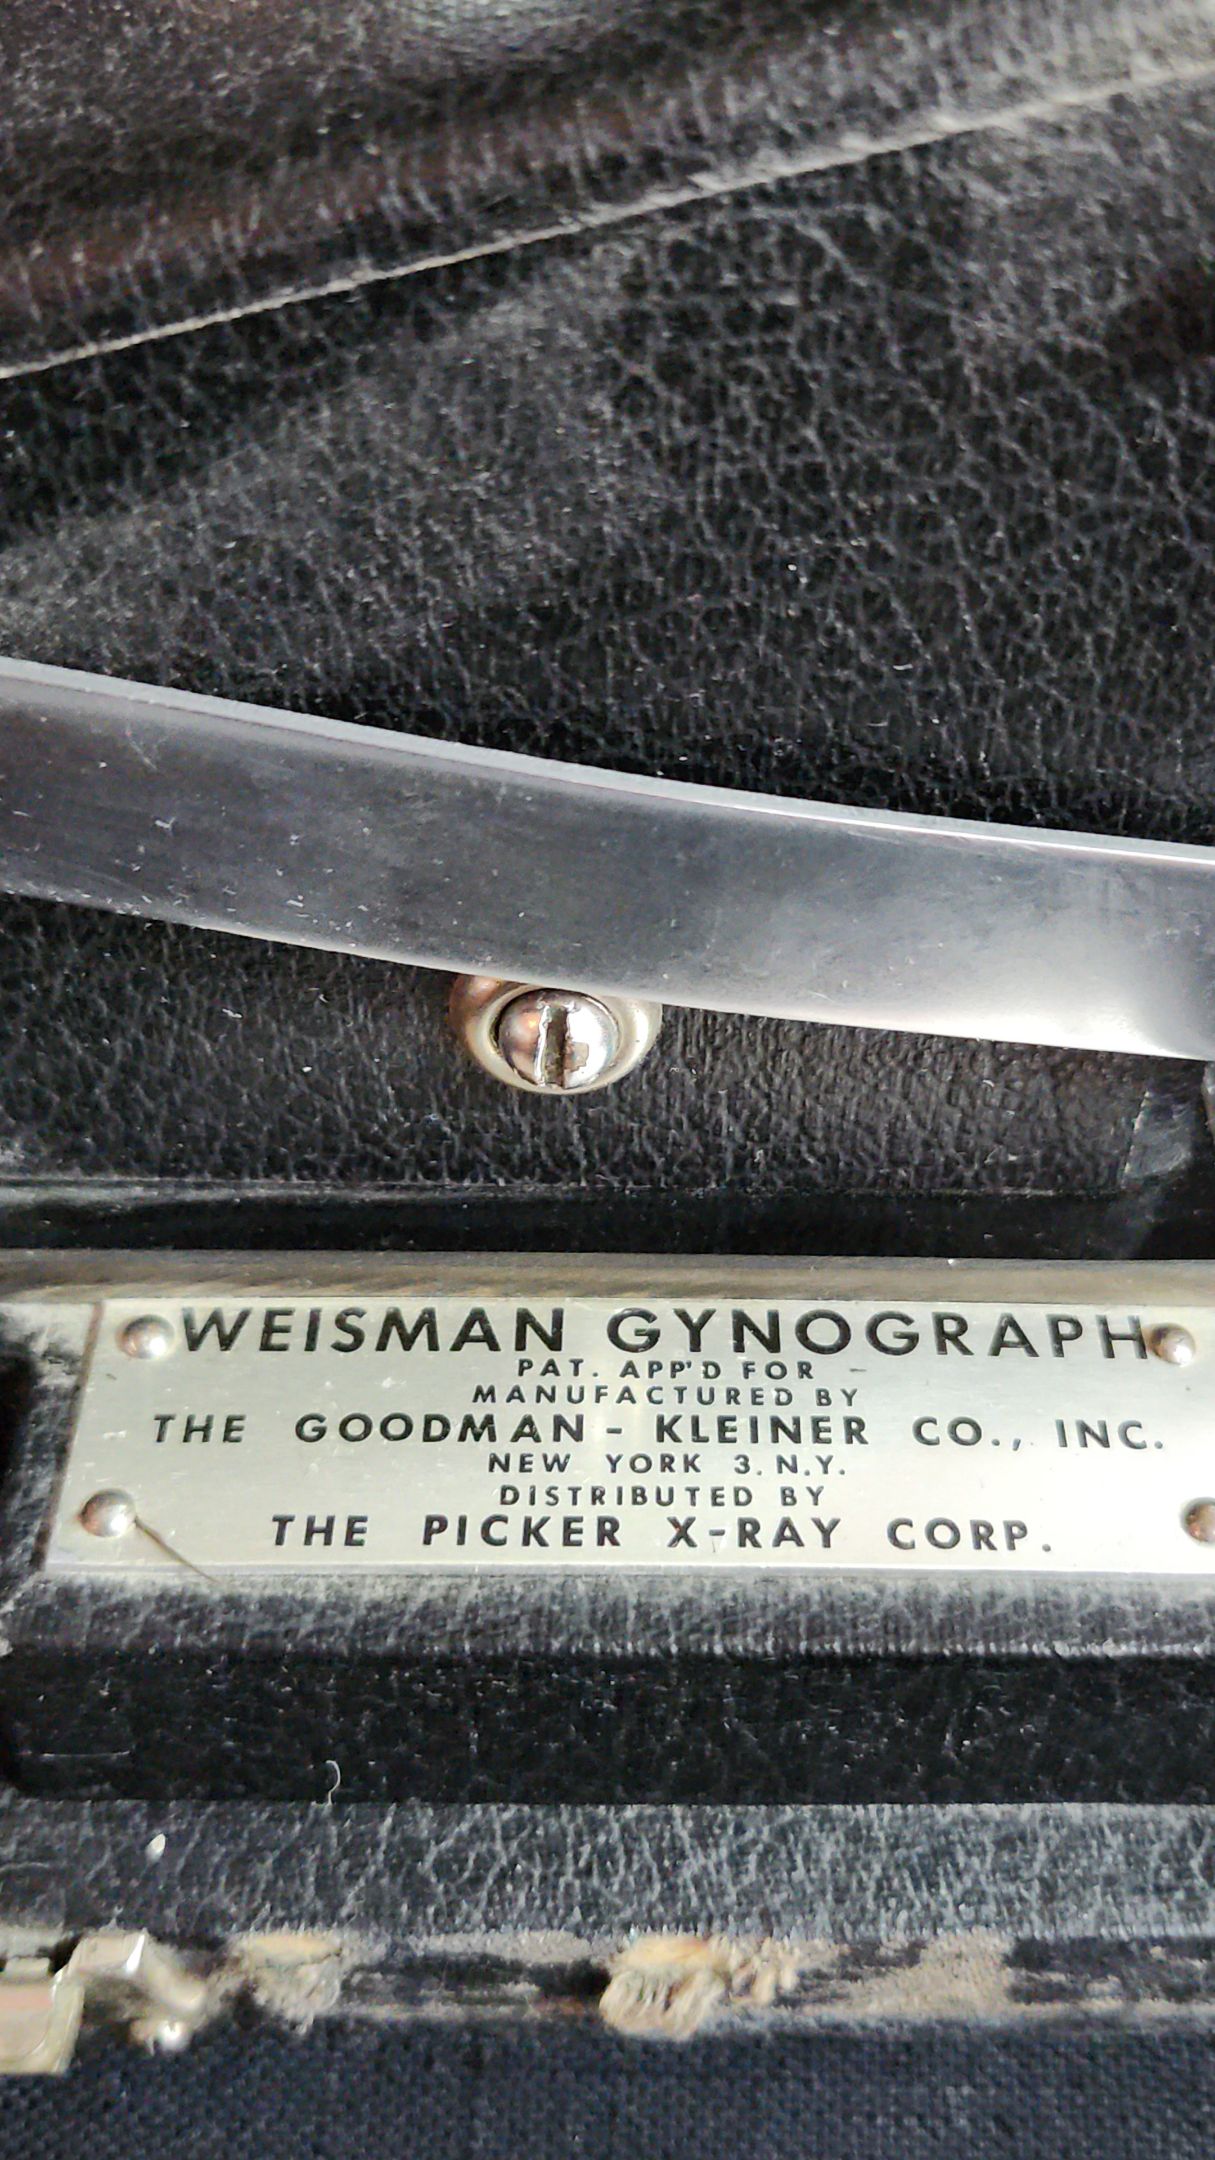 WEISMAN GYNOGRAPH
PAT. APP'D FOR
MANUFACTURED BY
THE GOODMAN - KLEINER CO., INC.
NEW YORK 3. N.Y.
DISTRIBUTED BY
THE PICKER X-RAY CORP.